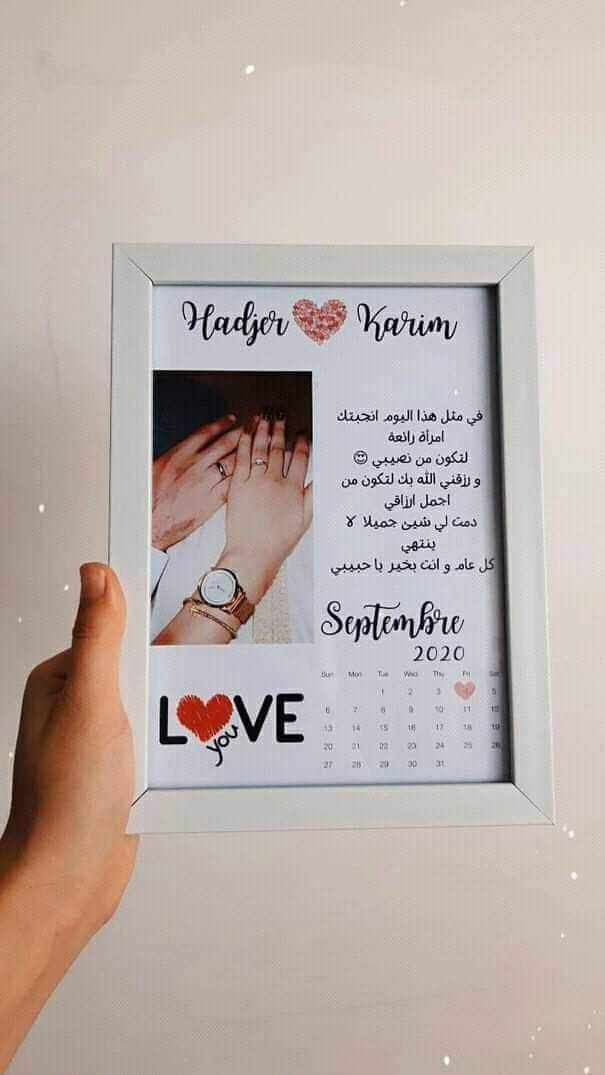 Hadjer Karim
في مثل هذا اليوم انجبتك
امرأة رائعة
لتكون من نصيبي 😍
و رزقني الله بك لتكون من
اجمل ارزاقي
دمت لي شيئ جميلا لا
ينتهي
كل عام و انت بخير يا حبيبي
Septembre
2020
Sun Mon Tue Wed Thu Fri Sat
1 2 3 5
6 7 8 9 10 11 12
13 14 15 16 17 18 19
20 21 22 23 24 25 26
27 28 29 30 31
LOVE
you